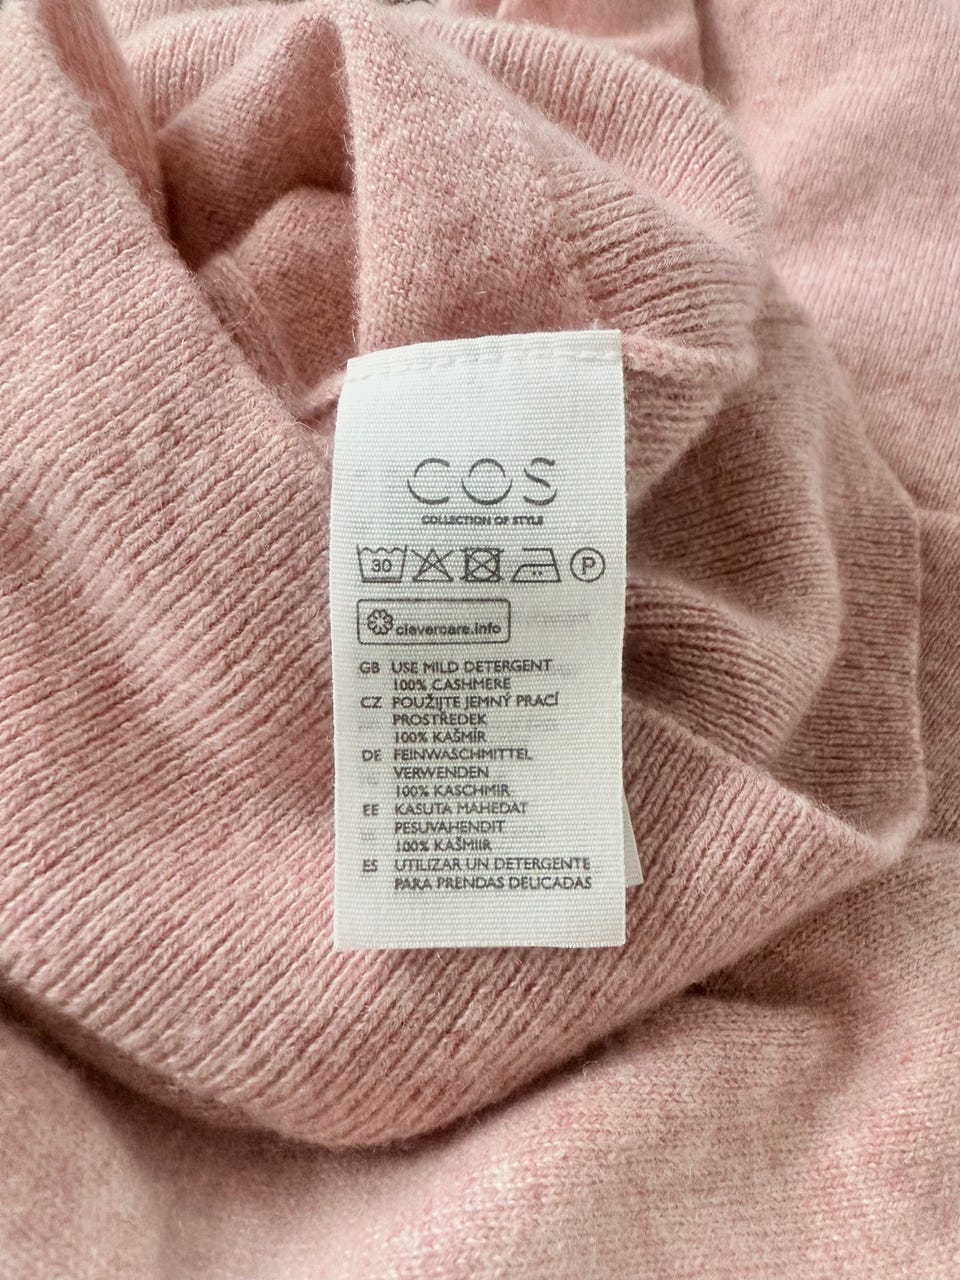 COS
COLLECTION OF STYLE
30 P
clevercare.info
GB USE MILD DETERGENT
100% CASHMERE
CZ POUŽIJTE JEMNÝ PRACÍ
PROSTŘEDEK
100% KAŠMÍR
DE FEINWASCHMITTEL
VERWENDEN
100% KASCHMIR
EE KASUTA MAHEDAT
PESUVAHENDIT
100% KAŠMIIR
ES UTILIZAR UN DETERGENTE
PARA PRENDAS DELICADAS